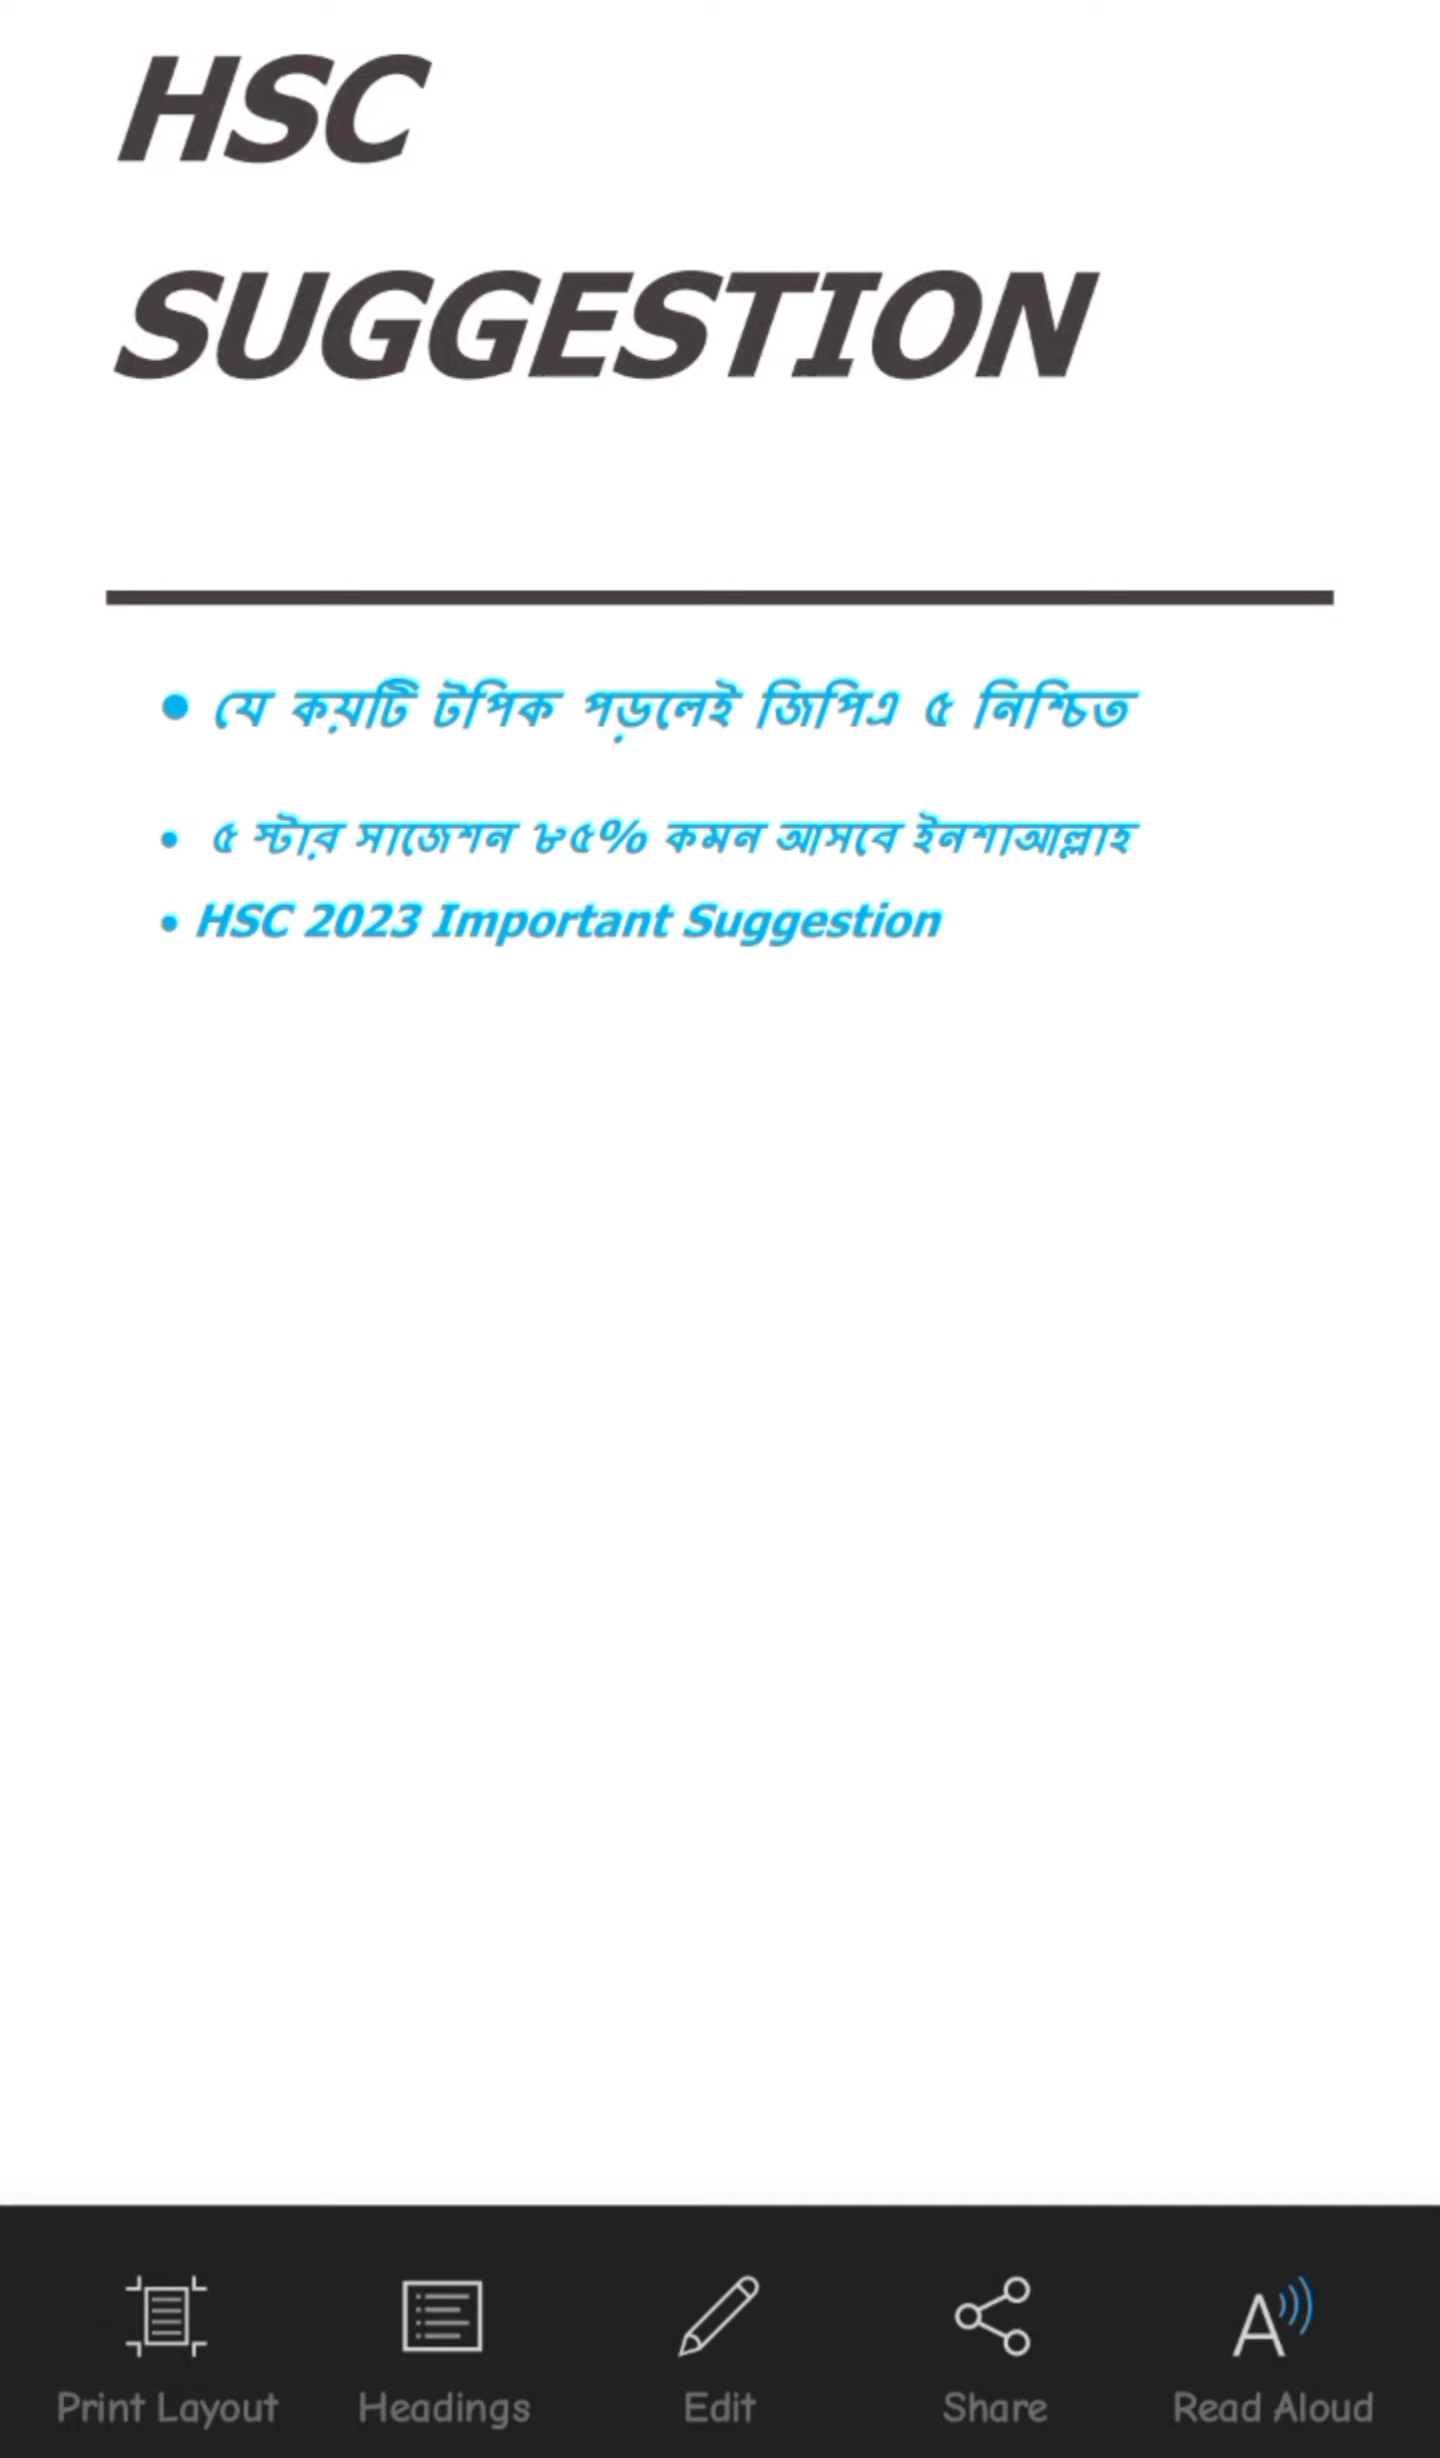 HSC
SUGGESTION
• যে কয়টি টপিক পড়লেই জিপিএ ৫ নিশ্চিত
• ৫ স্টার সাজেশন ৮৫% কমন আসবে ইনশাআল্লাহ
• HSC 2023 Important Suggestion
Print Layout Headings Edit Share Read Aloud